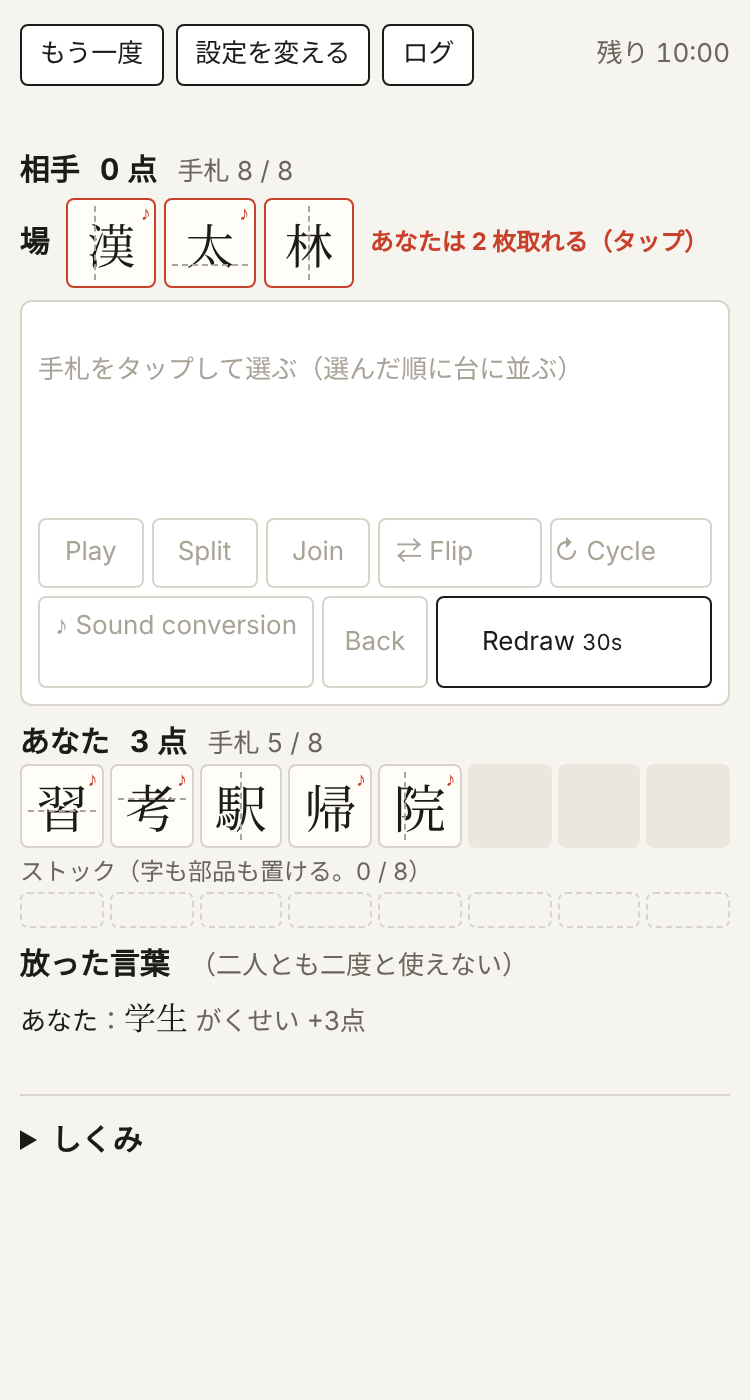 もう一度 設定を変える ログ 残り 10:00
相手 0 点 手札 8 / 8
場 漢♪ 太♪ 林 あなたは 2 枚取れる（タップ）
手札をタップして選ぶ（選んだ順に台に並ぶ）
Play Split Join ⇄ Flip ↻ Cycle
♪ Sound conversion Back Redraw 30s
あなた 3 点 手札 5 / 8
習♪ 考♪ 駅 帰♪ 院♪
ストック（字も部品も置ける。0 / 8）
放った言葉 （二人とも二度と使えない）
あなた：学生 がくせい +3点
▶ しくみ